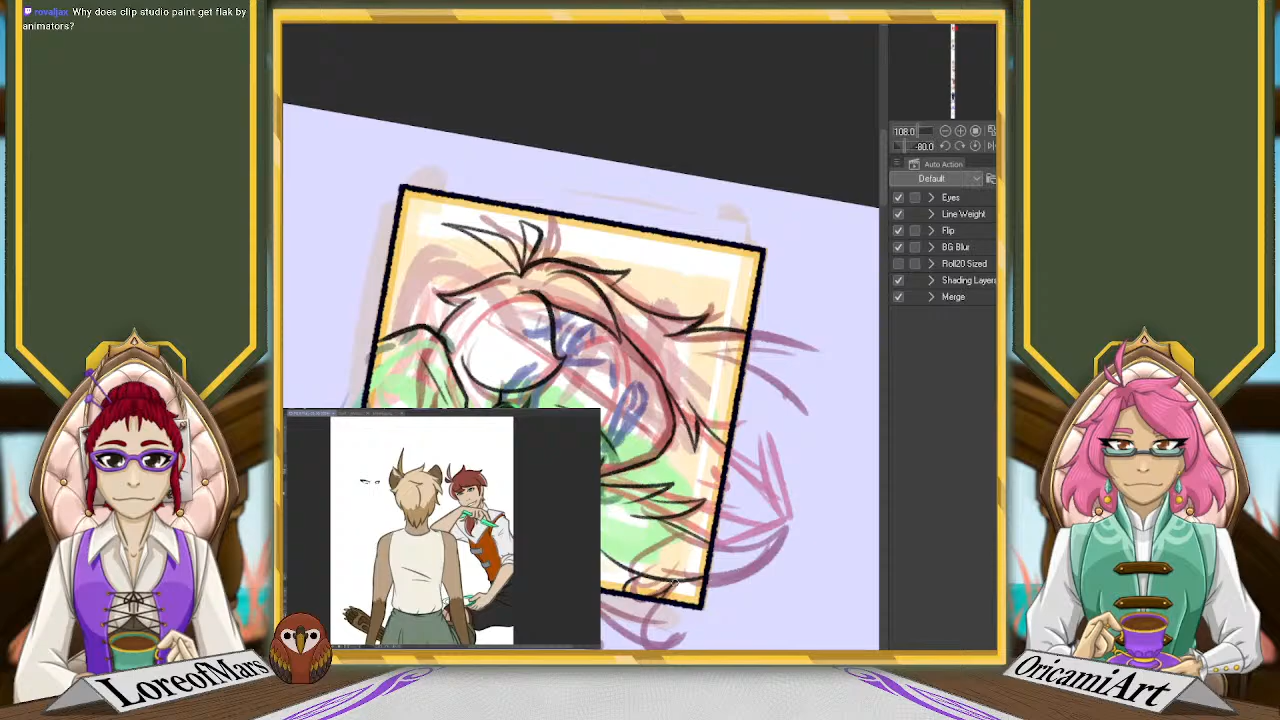 rovaljax Why does clip studio paint get flak by
animators?
108.0
-80.0
Auto Action
Default
Eyes
Line Weight
Flip
BG Blur
Roll20 Sized
Shading Layers
Merge
LoreofMars
OricamiArt